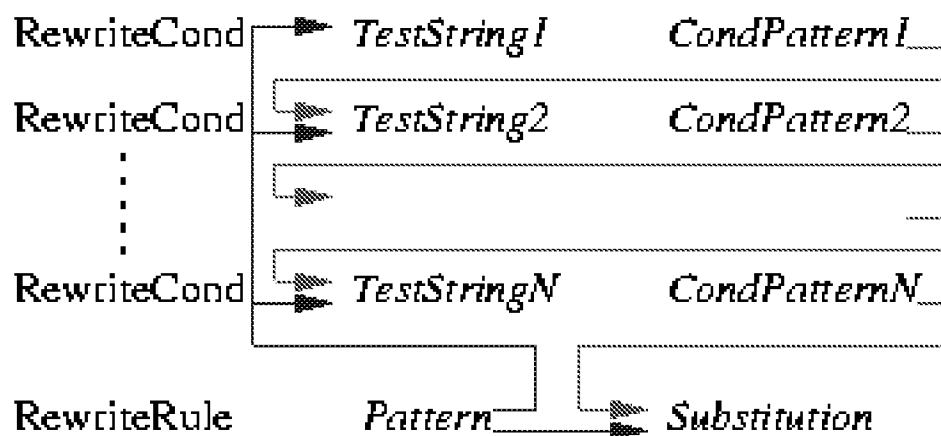 RewriteCond TestString1 CondPattern1
RewriteCond TestString2 CondPattern2
RewriteCond TestStringN CondPatternN
RewriteRule Pattern Substitution